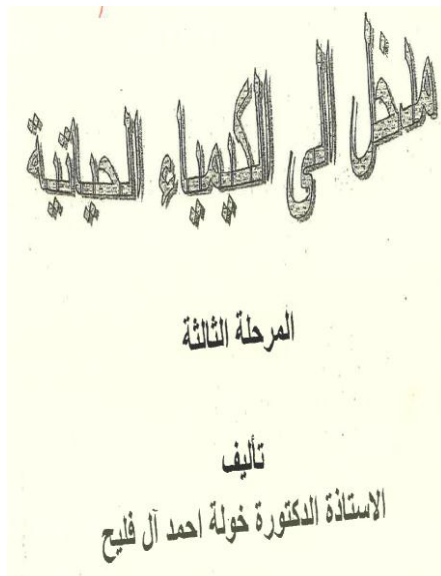 مدخل الى الكيمياء الحياتية
المرحلة الثالثة
تأليف
الاستاذة الدكتورة خولة احمد آل فليح